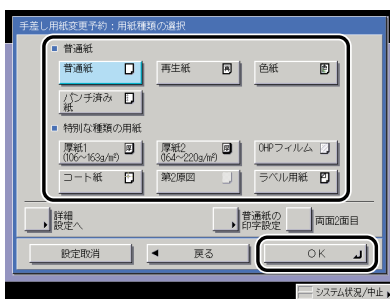 手差し用紙変更予約：用紙種類の選択
■ 普通紙
普通紙 再生紙 色紙
パンチ済み
紙
■ 特別な種類の用紙
厚紙1
(106～163g/m²)
厚紙2
(164～220g/m²)
OHPフィルム
コート紙 第2原図 ラベル用紙
詳細
設定へ
普通紙の
印字設定
両面2面目
設定取消 ◀ 戻る OK
システム状況/中止